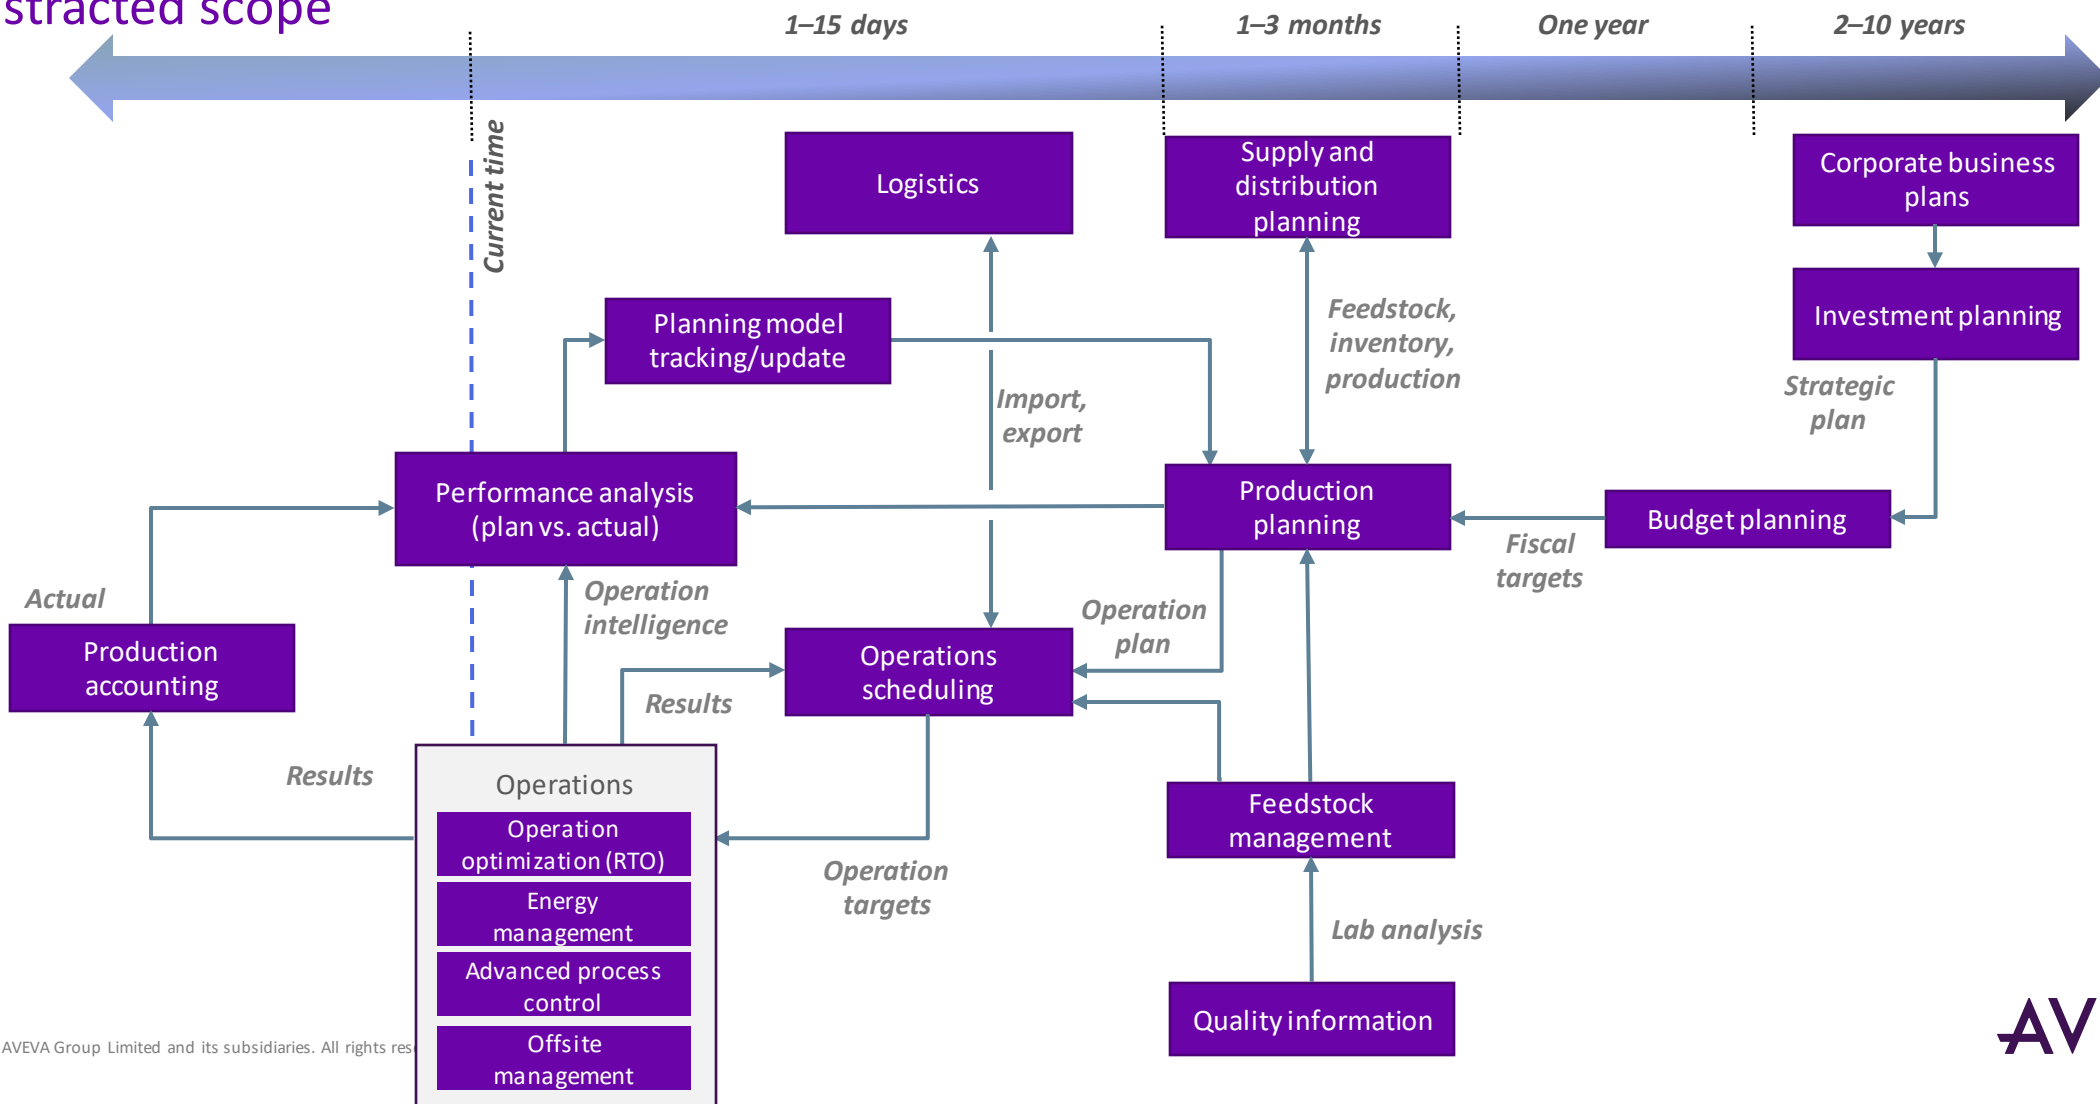 stracted scope
1–15 days
1–3 months
One year
2–10 years
Current time
Logistics
Supply and
distribution
planning
Corporate business
plans
Investment planning
Planning model
tracking/update
Feedstock,
inventory,
production
Import,
export
Strategic
plan
Performance analysis
(plan vs. actual)
Production
planning
Budget planning
Fiscal
targets
Actual
Production
accounting
Operation
intelligence
Operation
plan
Operations
scheduling
Results
Results
Operations
Operation
optimization (RTO)
Energy
management
Advanced process
control
Offsite
management
Operation
targets
Feedstock
management
Lab analysis
Quality information
AVEVA Group Limited and its subsidiaries. All rights res
AV